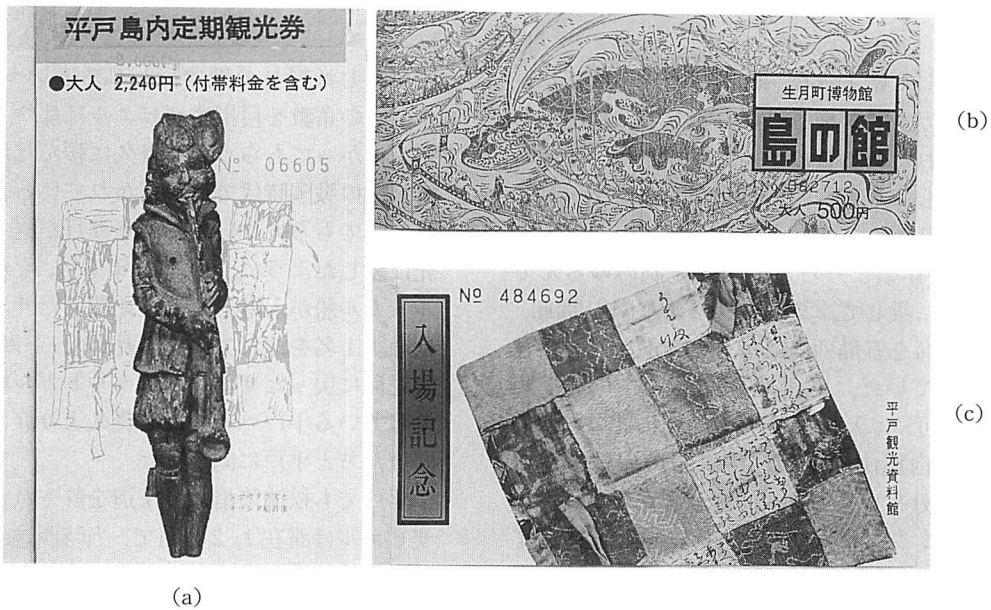 平戸島内定期観光券
●大人 2,240円（付帯料金を含む）
Nº 06605
(a)
生月町博物館
島の館
No 082712
大人 500円
(b)
入場記念
Nº 484692
平戸観光資料館
(c)